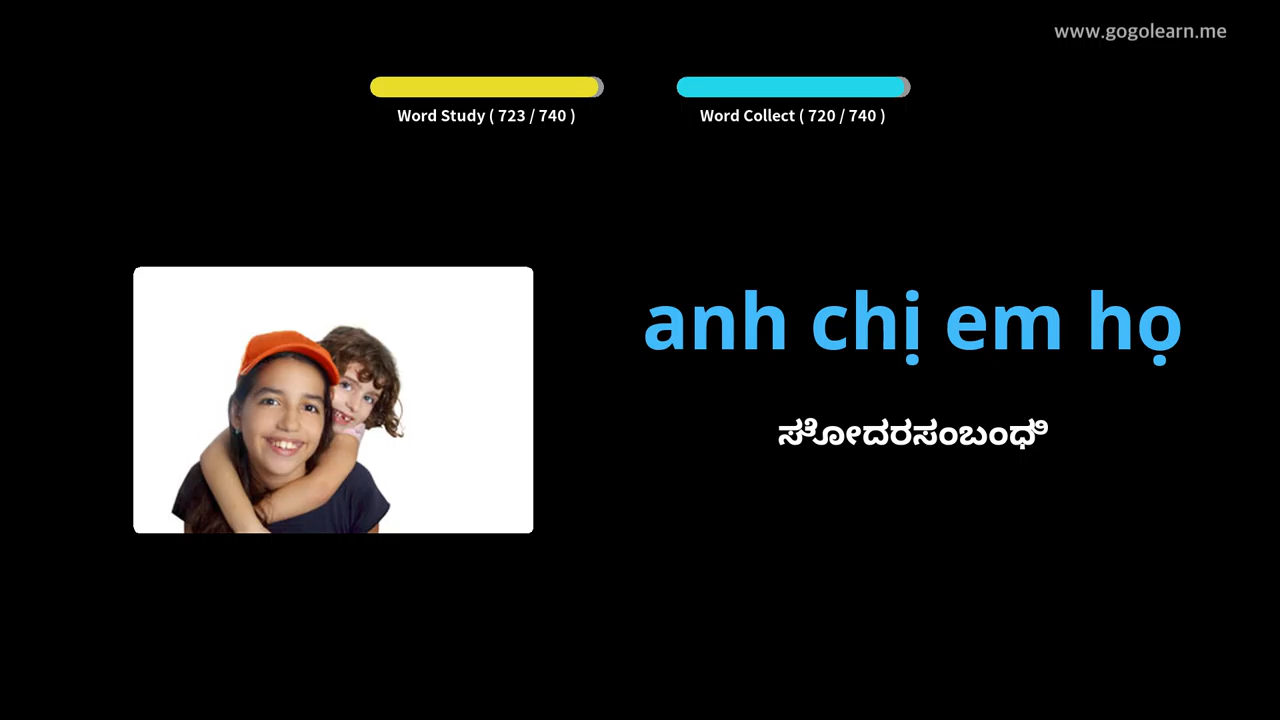 www.gogolearn.me
Word Study ( 723 / 740 )
Word Collect ( 720 / 740 )
anh chị em họ
ಸೋದರಸಂಬಂಧಿ